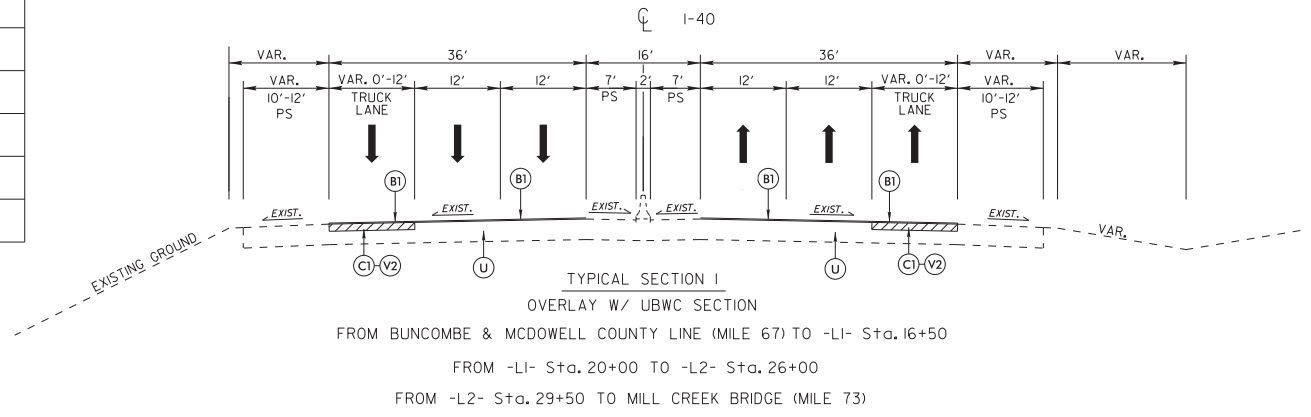 ℄ I-40
VAR. 36' 16' 36' VAR. VAR.
VAR. VAR. 0'-12' 12' 12' 7' 2' 7' 12' 12' VAR. 0'-12' VAR.
10'-12' TRUCK PS PS TRUCK 10'-12'
PS LANE LANE PS
B1 B1 B1 B1
EXIST. EXIST. EXIST. EXIST. EXIST. EXIST.
VAR.
EXISTING GROUND
C1-V2 U U C1-V2
TYPICAL SECTION 1
OVERLAY W/ UBWC SECTION
FROM BUNCOMBE & MCDOWELL COUNTY LINE (MILE 67) TO -L1- Sta. 16+50
FROM -L1- Sta. 20+00 TO -L2- Sta. 26+00
FROM -L2- Sta. 29+50 TO MILL CREEK BRIDGE (MILE 73)